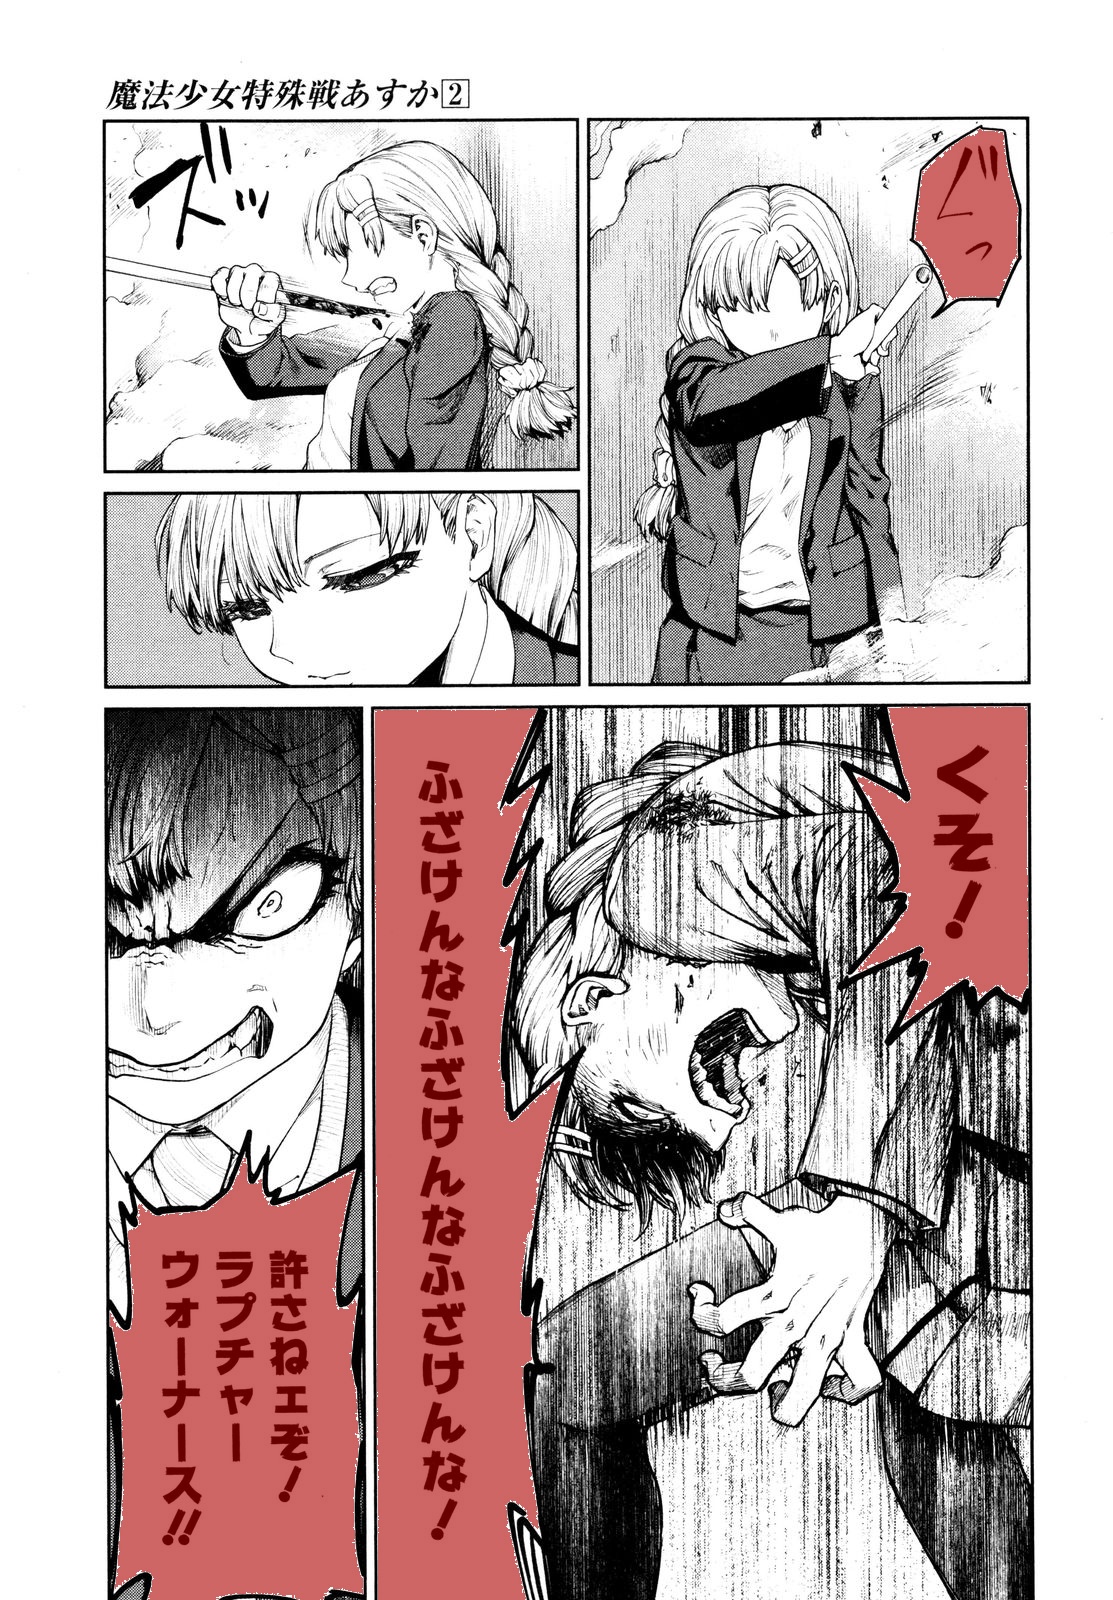 魔法少女特殊戦あすか2
ぐっ
ズッ
くそ！
ふざけんなふざけんなふざけんな！
許さねェぞ！
ラプチャー
ウォーナース!!